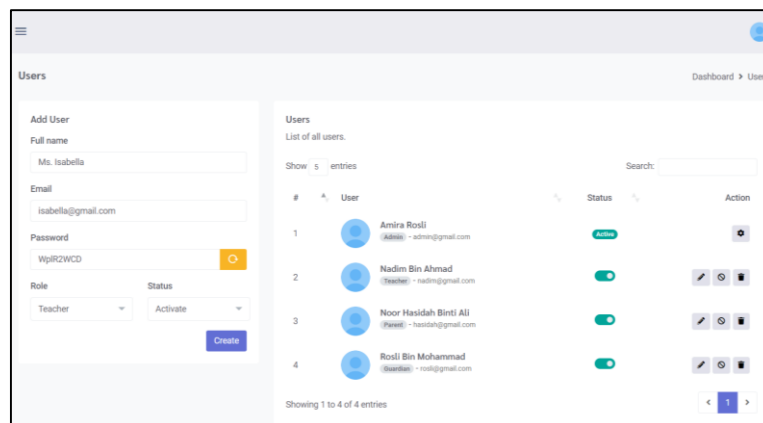 Users
Dashboard > User
Add User
Full name
Ms. Isabella
Email
isabella@gmail.com
Password
WplR2WCD
Role Status
Teacher Activate
Create
Users
List of all users.
Show 5 entries Search:
# User Status Action
1 Amira Rosli
Admin - admin@gmail.com Active
2 Nadim Bin Ahmad
Teacher - nadim@gmail.com
3 Noor Hasidah Binti Ali
Parent - hasidah@gmail.com
4 Rosli Bin Mohammad
Guardian - rosli@gmail.com
Showing 1 to 4 of 4 entries
< 1 >